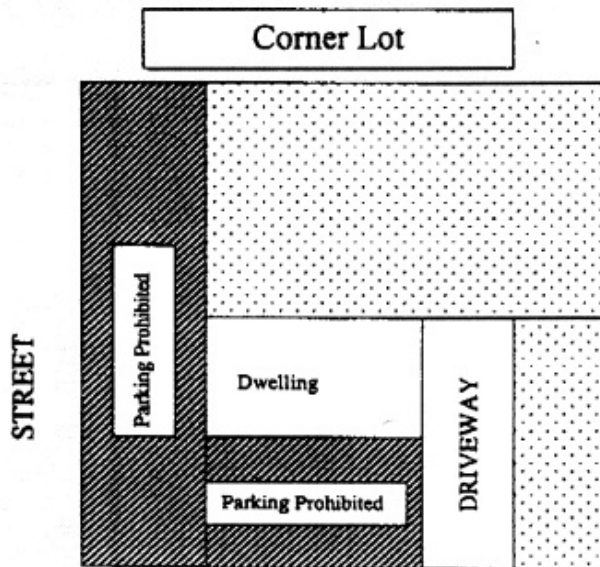 Corner Lot
STREET
Parking Prohibited
Dwelling
DRIVEWAY
Parking Prohibited